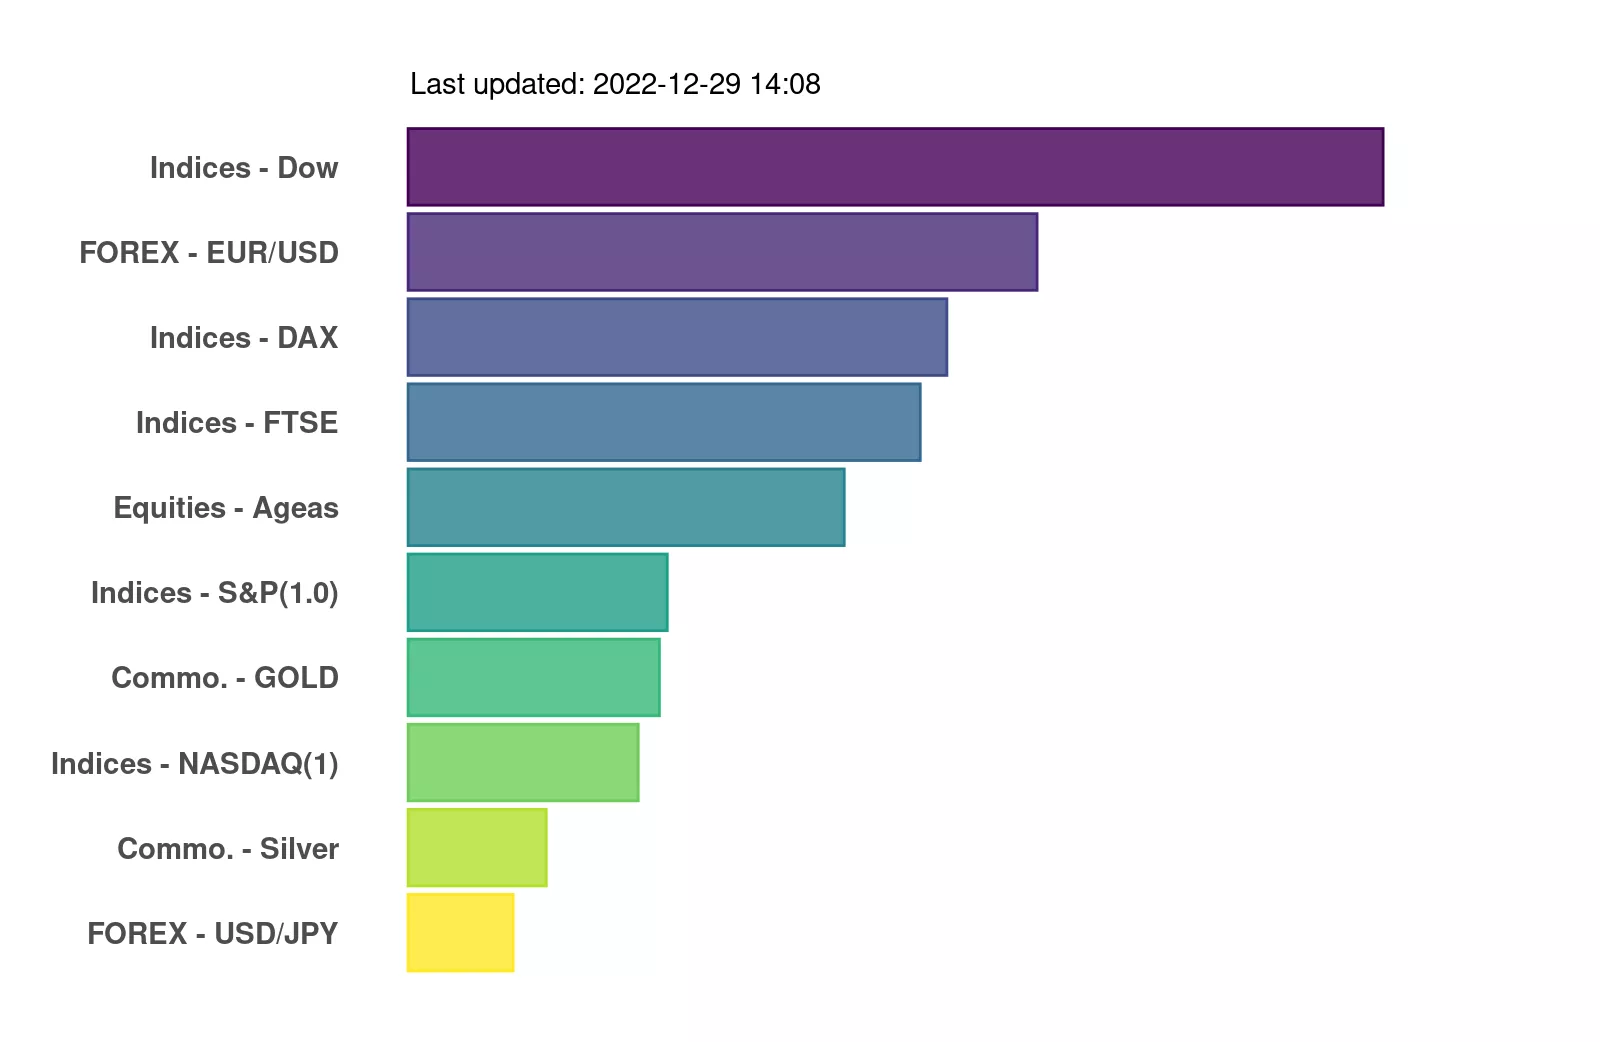 Last updated: 2022-12-29 14:08
Indices - Dow
FOREX - EUR/USD
Indices - DAX
Indices - FTSE
Equities - Ageas
Indices - S&P(1.0)
Commo. - GOLD
Indices - NASDAQ(1)
Commo. - Silver
FOREX - USD/JPY